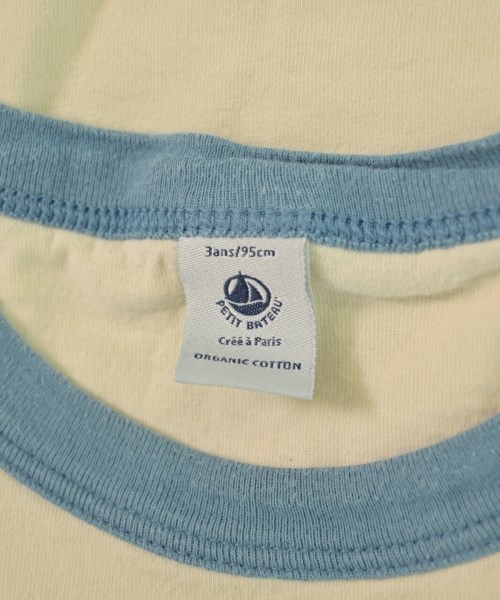 3ans/95cm
PETIT BATEAU
Créé à Paris
ORGANIC COTTON